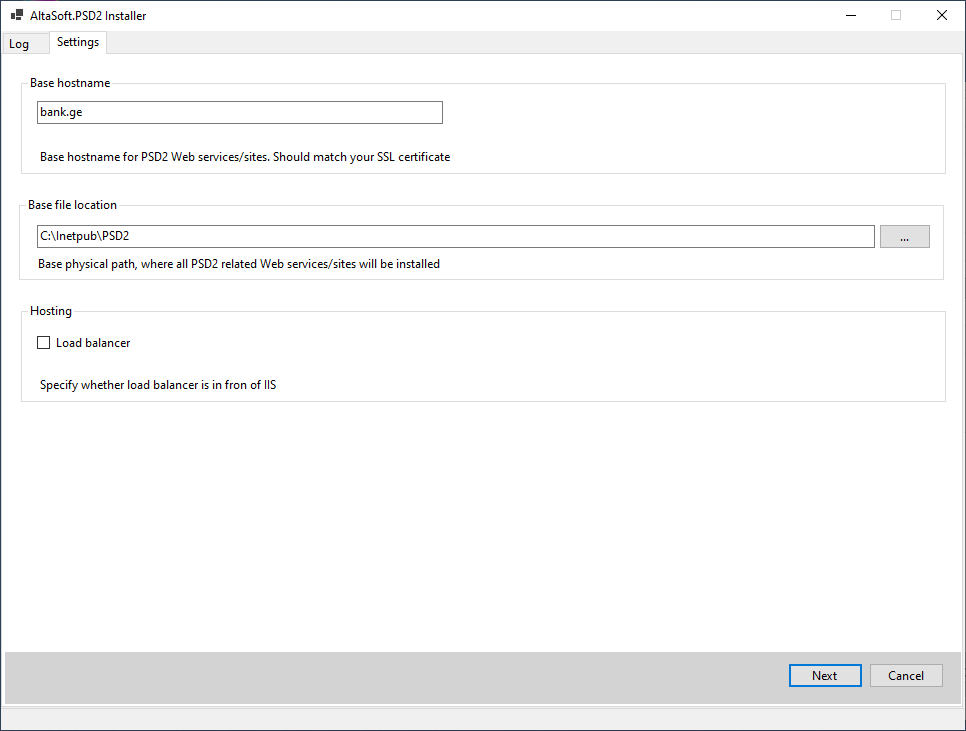 AltaSoft.PSD2 Installer
Log
Settings
Base hostname
bank.ge
Base hostname for PSD2 Web services/sites. Should match your SSL certificate
Base file location
C:\Inetpub\PSD2
...
Base physical path, where all PSD2 related Web services/sites will be installed
Hosting
Load balancer
Specify whether load balancer is in fron of IIS
Next
Cancel